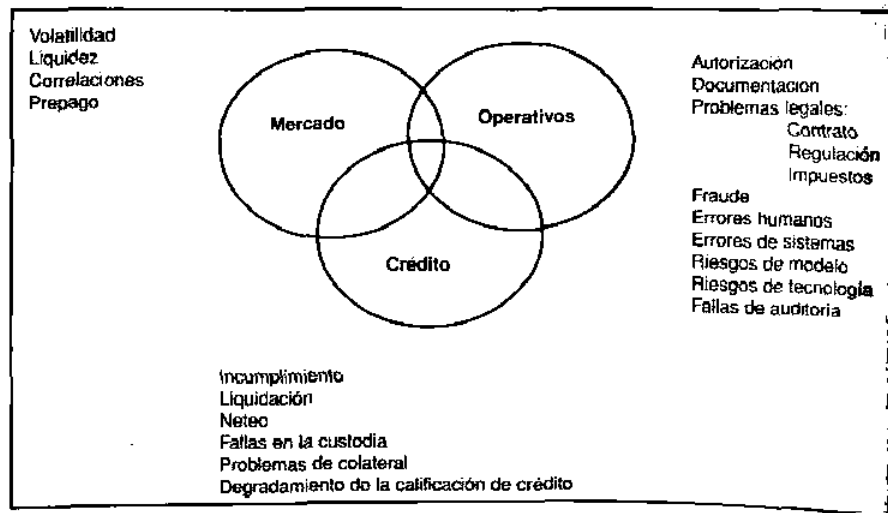 Volatilidad
Liquidez
Correlaciones
Prepago
Mercado
Operativos
Crédito
Autorización
Documentacion
Problemas legales:
Contrato
Regulación
Impuestos
Fraude
Errores humanos
Errores de sistemas
Riesgos de modelo
Riesgos de tecnología
Fallas de auditoria
Incumplimiento
Liquidación
Neteo
Fallas en la custodia
Problemas de colateral
Degradamiento de la calificación de crédito